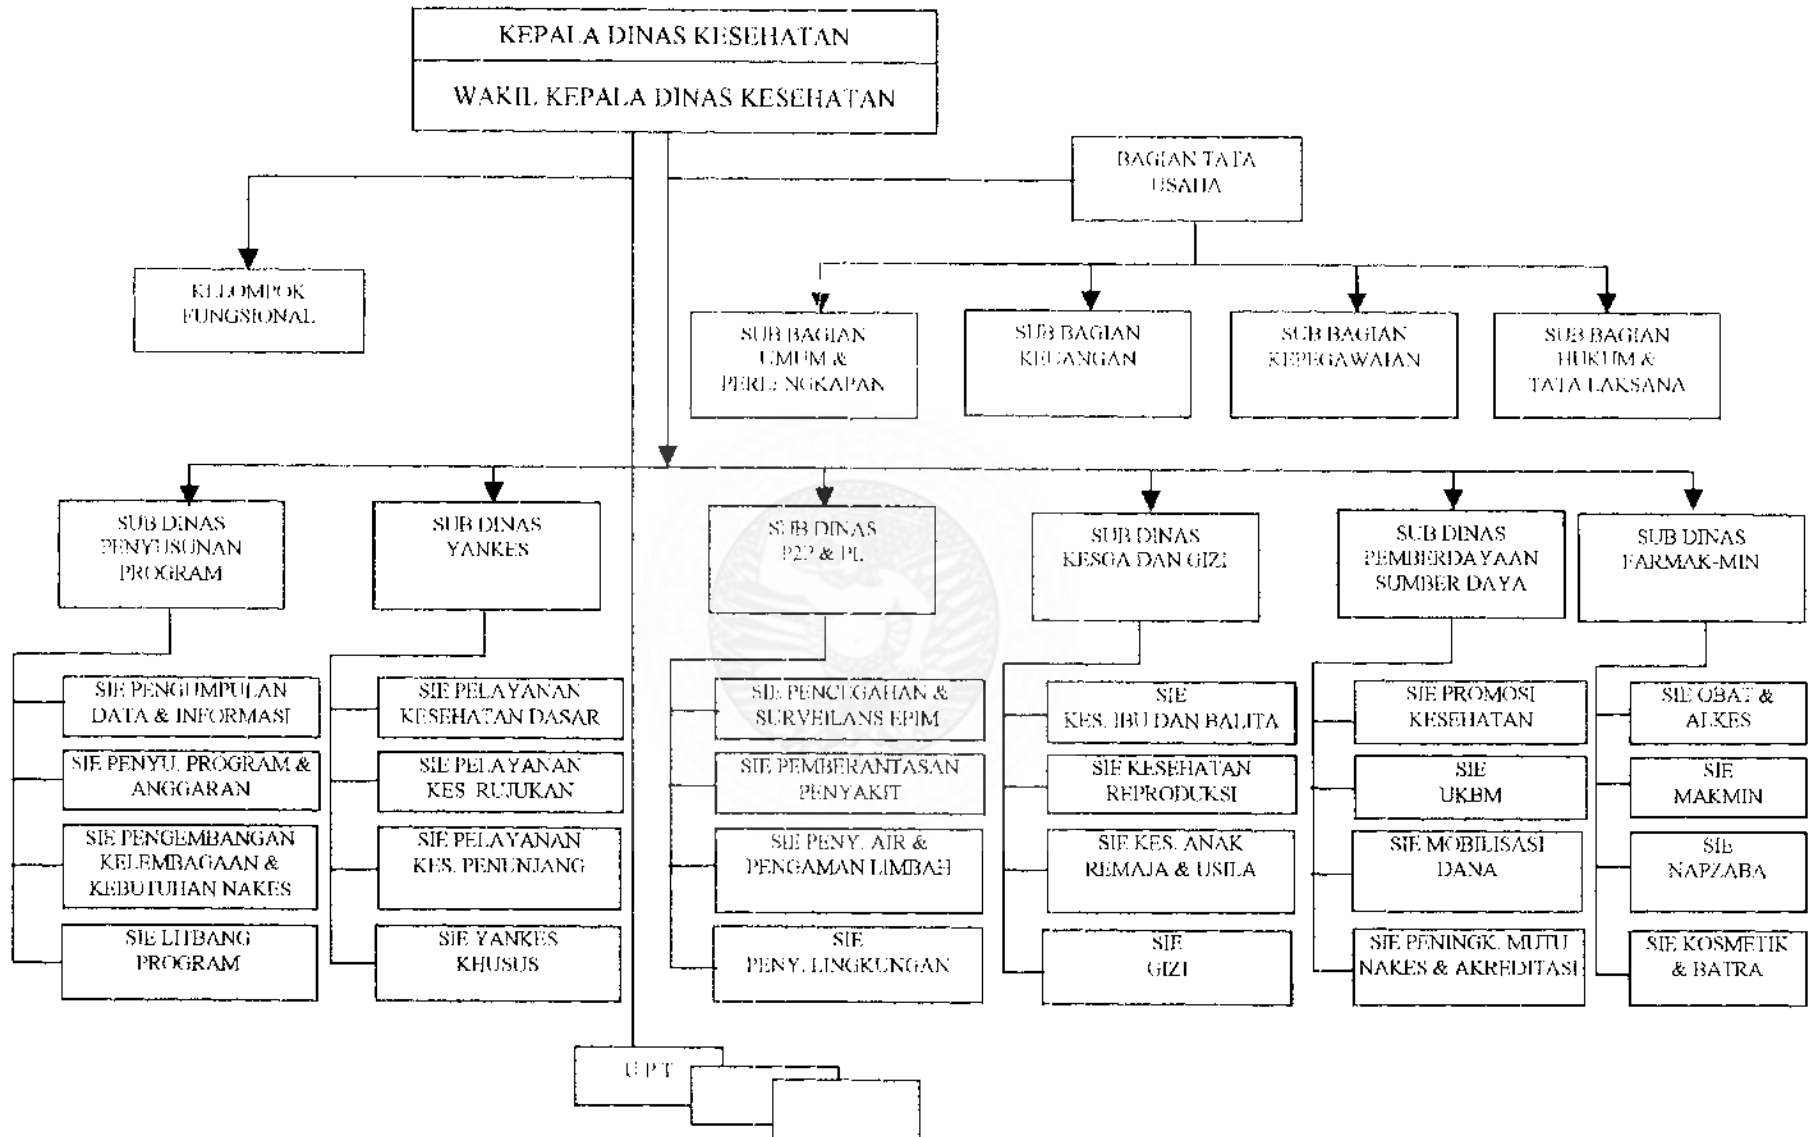 KEPALA DINAS KESEHATAN
WAKIL KEPALA DINAS KESEHATAN
BAGIAN TATA
USAHA
KELOMPOK
FUNGSIONAL
SUB BAGIAN
UMUM &
PERLENGKAPAN
SUB BAGIAN
KEUANGAN
SUB BAGIAN
KEPEGAWAIAN
SUB BAGIAN
HUKUM &
TATA LAKSANA
SUB DINAS
PENYUSUNAN
PROGRAM
SUB DINAS
YANKES
SUB DINAS
P2P & PL
SUB DINAS
KESGA DAN GIZI
SUB DINAS
PEMBERDAYAAN
SUMBER DAYA
SUB DINAS
FARMAK-MIN
SIE PENGUMPULAN
DATA & INFORMASI
SIE PENYU. PROGRAM &
ANGGARAN
SIE PENGEMBANGAN
KELEMBAGAAN &
KEBUTUHAN NAKES
SIE LITBANG
PROGRAM
SIE PELAYANAN
KESEHATAN DASAR
SIE PELAYANAN
KES. RUJUKAN
SIE PELAYANAN
KES. PENUNJANG
SIE YANKES
KHUSUS
SIE PENCEGAHAN &
SURVEILANS EPIM
SIE PEMBERANTASAN
PENYAKIT
SIE PENY. AIR &
PENGAMAN LIMBAH
SIE
PENY. LINGKUNGAN
SIE
KES. IBU DAN BALITA
SIE KESEHATAN
REPRODUKSI
SIE KES. ANAK
REMAJA & USILA
SIE
GIZI
SIE PROMOSI
KESEHATAN
SIE
UKBM
SIE MOBILISASI
DANA
SIE PENINGK. MUTU
NAKES & AKREDITASI
SIE OBAT &
ALKES
SIE
MAKMIN
SIE
NAPZABA
SIE KOSMETIK
& BATRA
U P T